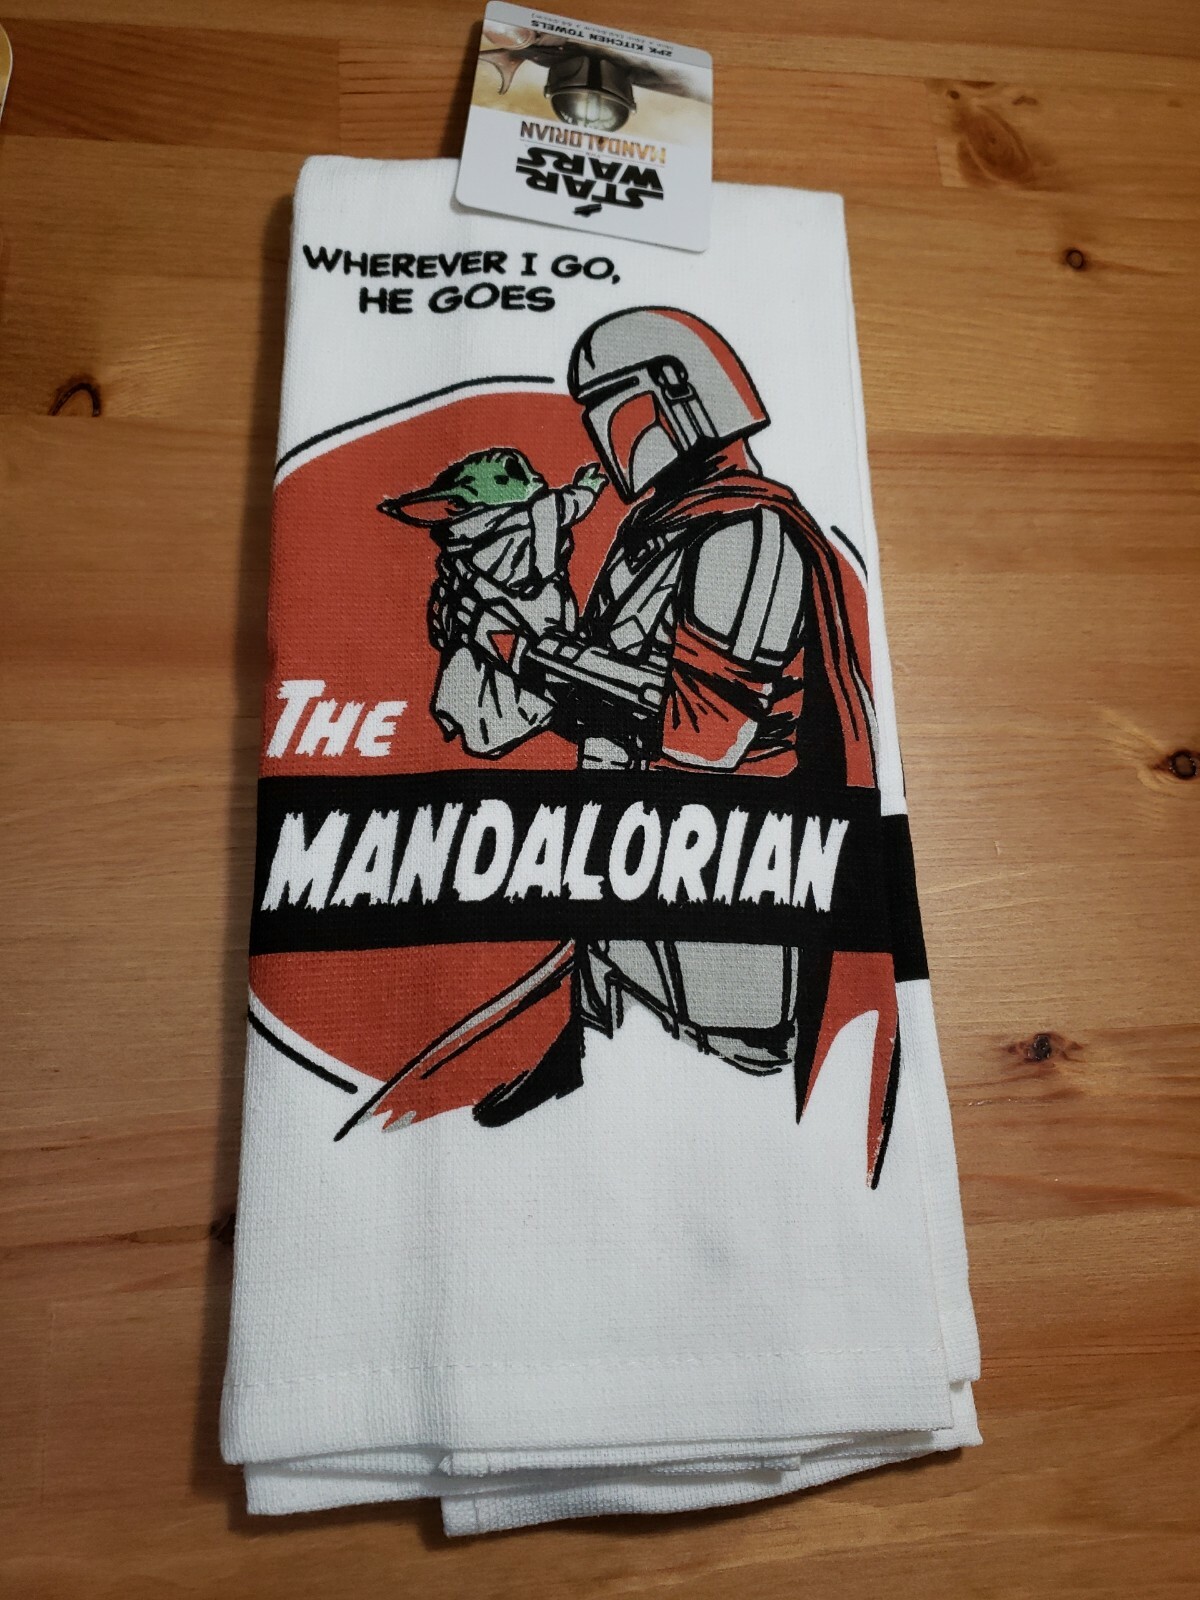 2PK KITCHEN TOWELS
STAR
WARS
MANDALORIAN
WHEREVER I GO,
HE GOES
THE
MANDALORIAN